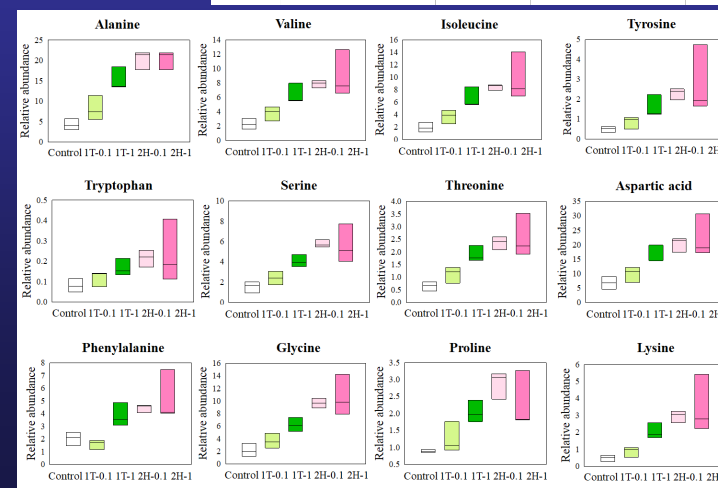 Alanine
Valine
Isoleucine
Tyrosine
Relative abundance
25
20
15
10
5
0
Control 1T-0.1 1T-1 2H-0.1 2H-1
Relative abundance
14
12
10
8
6
4
2
0
Control 1T-0.1 1T-1 2H-0.1 2H-1
Relative abundance
16
14
12
10
8
6
4
2
0
Control 1T-0.1 1T-1 2H-0.1 2H-1
Relative abundance
5
4
3
2
1
0
Control 1T-0.1 1T-1 2H-0.1
Tryptophan
Serine
Threonine
Aspartic acid
Relative abundance
0.5
0.4
0.3
0.2
0.1
0.0
Control 1T-0.1 1T-1 2H-0.1 2H-1
Relative abundance
10
8
6
4
2
0
Control 1T-0.1 1T-1 2H-0.1 2H-1
Relative abundance
4.0
3.5
3.0
2.5
2.0
1.5
1.0
0.5
0.0
Control 1T-0.1 1T-1 2H-0.1 2H-1
Relative abundance
35
30
25
20
15
10
5
0
Control 1T-0.1 1T-1 2H-0.1
Phenylalanine
Glycine
Proline
Lysine
Relative abundance
8
7
6
5
4
3
2
1
0
Control 1T-0.1 1T-1 2H-0.1 2H-1
Relative abundance
16
14
12
10
8
6
4
2
0
Control 1T-0.1 1T-1 2H-0.1 2H-1
Relative abundance
3.5
3.0
2.5
2.0
1.5
1.0
0.5
Control 1T-0.1 1T-1 2H-0.1 2H-1
Relative abundance
6
5
4
3
2
1
0
Control 1T-0.1 1T-1 2H-0.1